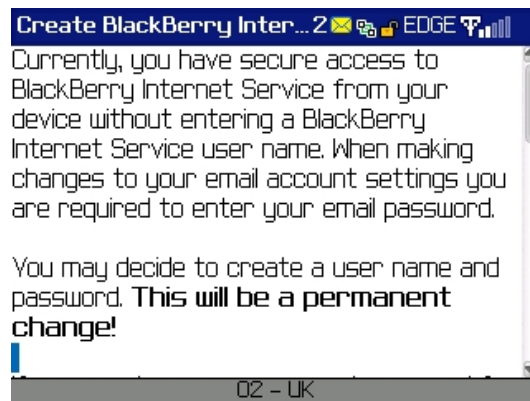 Create BlackBerry Inter...2 EDGE
Currently, you have secure access to
BlackBerry Internet Service from your
device without entering a BlackBerry
Internet Service user name. When making
changes to your email account settings you
are required to enter your email password.
You may decide to create a user name and
password. This will be a permanent
change!
O2 - UK